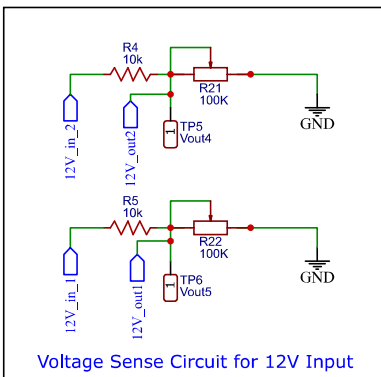 R4
10k
R21
100K
12V_in_2
12V_out2
1
TP5
Vout4
GND
R5
10k
R22
100K
12V_in_1
12V_out1
1
TP6
Vout5
GND
Voltage Sense Circuit for 12V Input